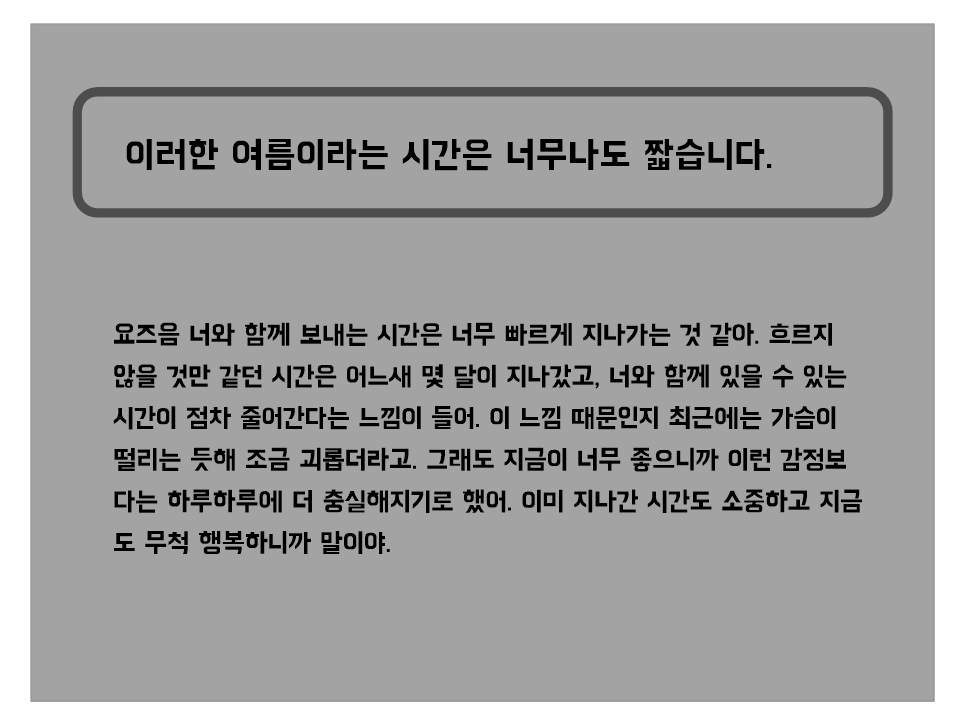 이러한 여름이라는 시간은 너무나도 짧습니다.
요즈음 너와 함께 보내는 시간은 너무 빠르게 지나가는 것 같아. 흐르지
않을 것만 같던 시간은 어느새 몇 달이 지나갔고, 너와 함께 있을 수 있는
시간이 점차 줄어간다는 느낌이 들어. 이 느낌 때문인지 최근에는 가슴이
떨리는 듯해 조금 괴롭더라고. 그래도 지금이 너무 좋으니까 이런 감정보
다는 하루하루에 더 충실해지기로 했어. 이미 지나간 시간도 소중하고 지금
도 무척 행복하니까 말이야.